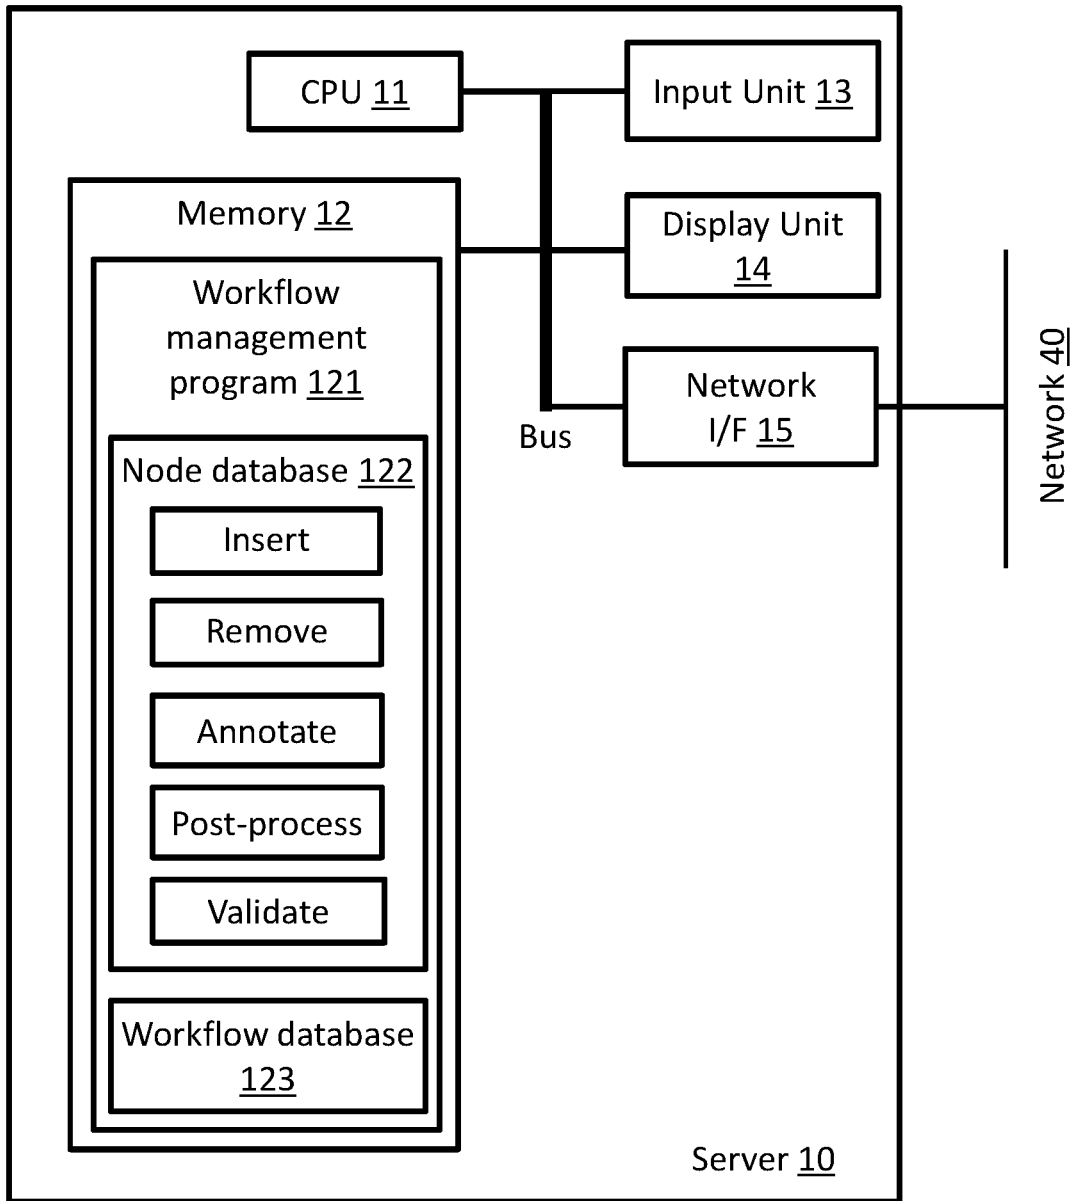 CPU 11
Input Unit 13
Memory 12
Display Unit
14
Workflow
management
program 121
Network
I/F 15
Bus
Network 40
Node database 122
Insert
Remove
Annotate
Post-process
Validate
Workflow database
123
Server 10